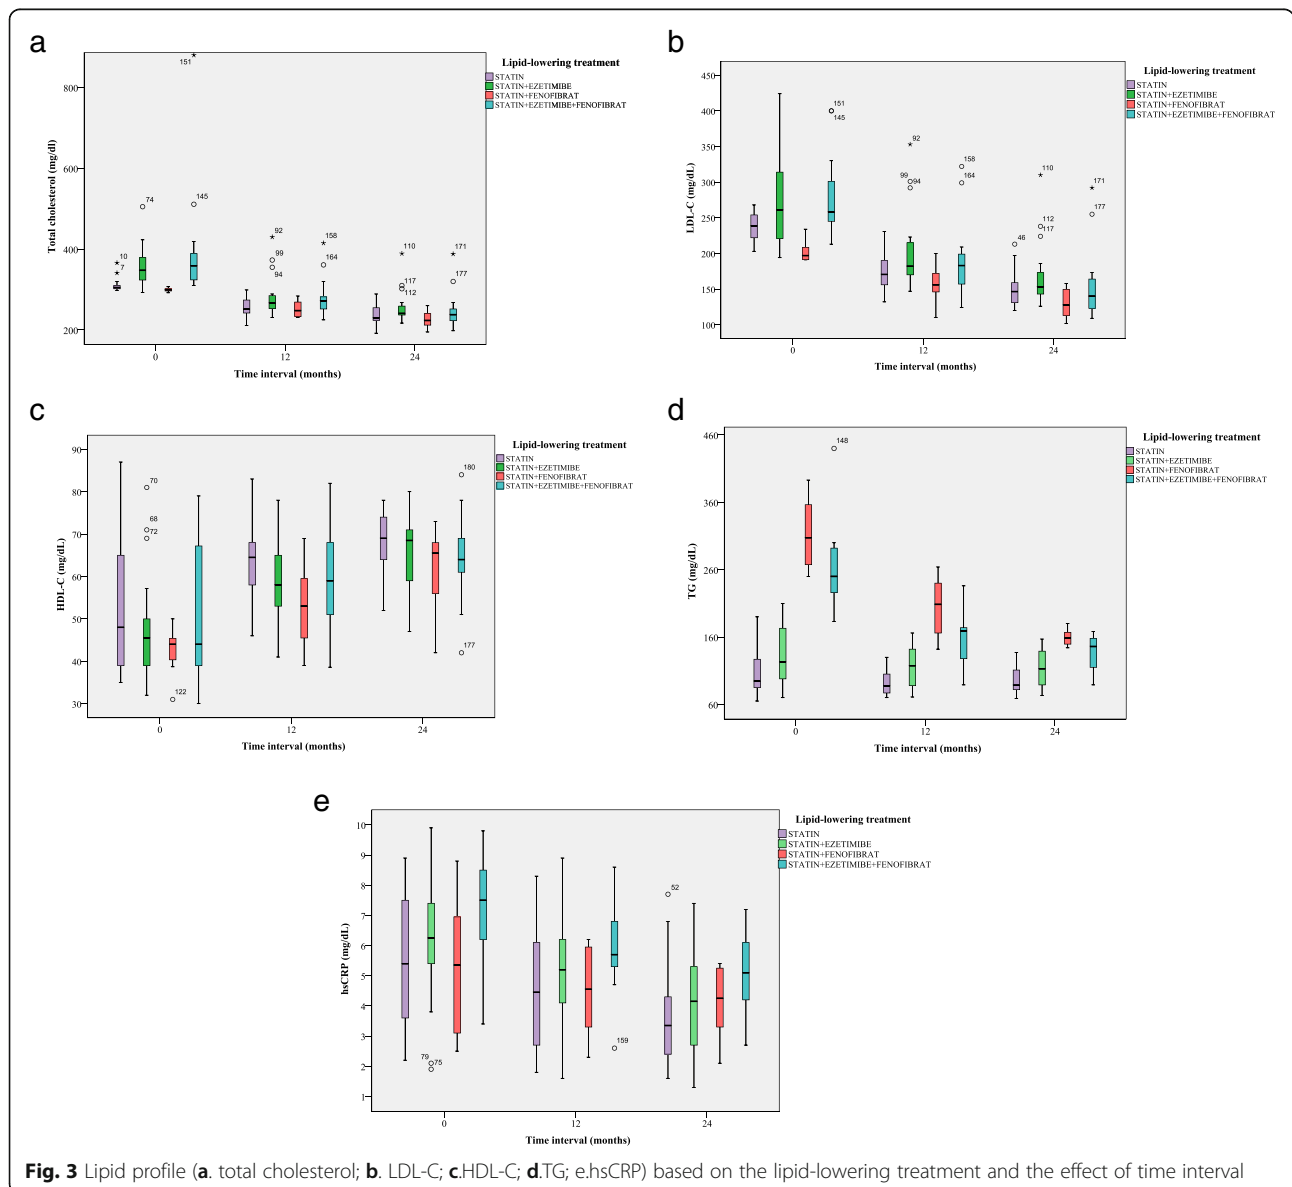 a
Total cholesterol (mg/dl)
800
600
400
200
0
12
24
Time interval (months)
Lipid-lowering treatment
STATIN
STATIN+EZETIMIBE
STATIN+FENOFIBRAT
STATIN+EZETIMIBE+FENOFIBRAT
10
7
74
151
145
92
99
94
158
164
110
117
112
171
177
b
LDL-C (mg/dL)
450
400
350
300
250
200
150
100
0
12
24
Time interval (months)
Lipid-lowering treatment
STATIN
STATIN+EZETIMIBE
STATIN+FENOFIBRAT
STATIN+EZETIMIBE+FENOFIBRAT
151
145
92
99
94
158
164
46
110
112
117
171
177
c
HDL-C (mg/dL)
90
80
70
60
50
40
30
0
12
24
Time interval (months)
Lipid-lowering treatment
STATIN
STATIN+EZETIMIBE
STATIN+FENOFIBRAT
STATIN+EZETIMIBE+FENOFIBRAT
70
68
72
122
180
177
d
TG (mg/dL)
460
360
260
160
60
0
12
24
Time interval (months)
Lipid-lowering treatment
STATIN
STATIN+EZETIMIBE
STATIN+FENOFIBRAT
STATIN+EZETIMIBE+FENOFIBRAT
148
e
hsCRP (mg/dL)
10
9
8
7
6
5
4
3
2
1
0
12
24
Time interval (months)
Lipid-lowering treatment
STATIN
STATIN+EZETIMIBE
STATIN+FENOFIBRAT
STATIN+EZETIMIBE+FENOFIBRAT
79
75
159
52
Fig. 3 Lipid profile (a. total cholesterol; b. LDL-C; c.HDL-C; d.TG; e.hsCRP) based on the lipid-lowering treatment and the effect of time interval